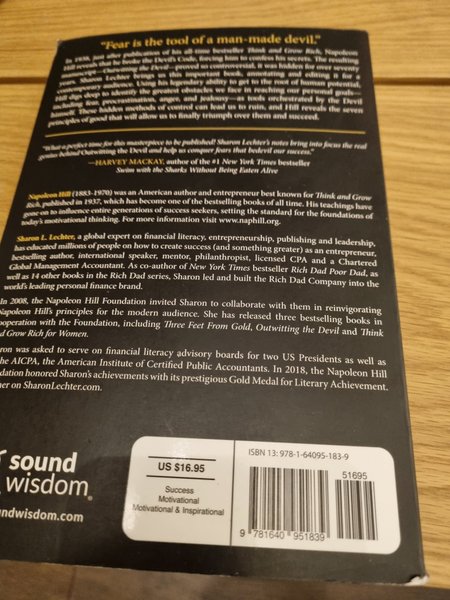 "Fear is the tool of a man-made devil."
In 1938, just after publication of his all-time bestseller Think and Grow Rich, Napoleon
Hill reveals that he broke the Devil's Code, forcing him to confess his secrets. The resulting
manuscript—Outwitting the Devil—proved so controversial, it was hidden for over seventy
years. Sharon Lechter brings us this important book, annotating and editing it for a
contemporary audience. Using his legendary ability to get to the root of human potential,
Hill digs deep to identify the greatest obstacles we face in reaching our personal goals—
including fear, procrastination, anger, and jealousy—as tools orchestrated by the Devil
himself. These hidden methods of control can lead us to ruin, and Hill reveals the seven
principles of good that will allow us to finally triumph over them and succeed.
"What a perfect time for this masterpiece to be published! Sharon Lechter's notes bring into focus the real
genius behind Outwitting the Devil and help us conquer fears that bedevil our success."
—HARVEY MACKAY, author of the #1 New York Times bestseller
Swim with the Sharks Without Being Eaten Alive
Napoleon Hill (1883-1970) was an American author and entrepreneur best known for Think and Grow
Rich, published in 1937, which has become one of the bestselling books of all time. His teachings have
gone on to influence entire generations of success seekers, setting the standard for the foundations of
today's motivational thinking. For more information visit www.naphill.org.
Sharon L. Lechter, a global expert on financial literacy, entrepreneurship, publishing and leadership,
has educated millions of people on how to create success (and something greater) as an entrepreneur,
bestselling author, international speaker, mentor, philanthropist, licensed CPA and a Chartered
Global Management Accountant. As co-author of New York Times bestseller Rich Dad Poor Dad, as
well as 14 other books in the Rich Dad series, Sharon led and built the Rich Dad Company into the
world's leading personal finance brand.
In 2008, the Napoleon Hill Foundation invited Sharon to collaborate with them in reinvigorating
Napoleon Hill's principles for the modern audience. She has released three bestselling books in
ooperation with the Foundation, including Three Feet From Gold, Outwitting the Devil and Think
nd Grow Rich for Women.
ron was asked to serve on financial literacy advisory boards for two US Presidents as well as
he AICPA, the American Institute of Certified Public Accountants. In 2018, the Napoleon Hill
dation honored Sharon's achievements with its prestigious Gold Medal for Literary Achievement.
er on SharonLechter.com.
sound
wisdom®
ndwisdom.com
US $16.95
Success
Motivational
Motivational & Inspirational
ISBN 13: 978-1-64095-183-9
51695
9 781640 951839